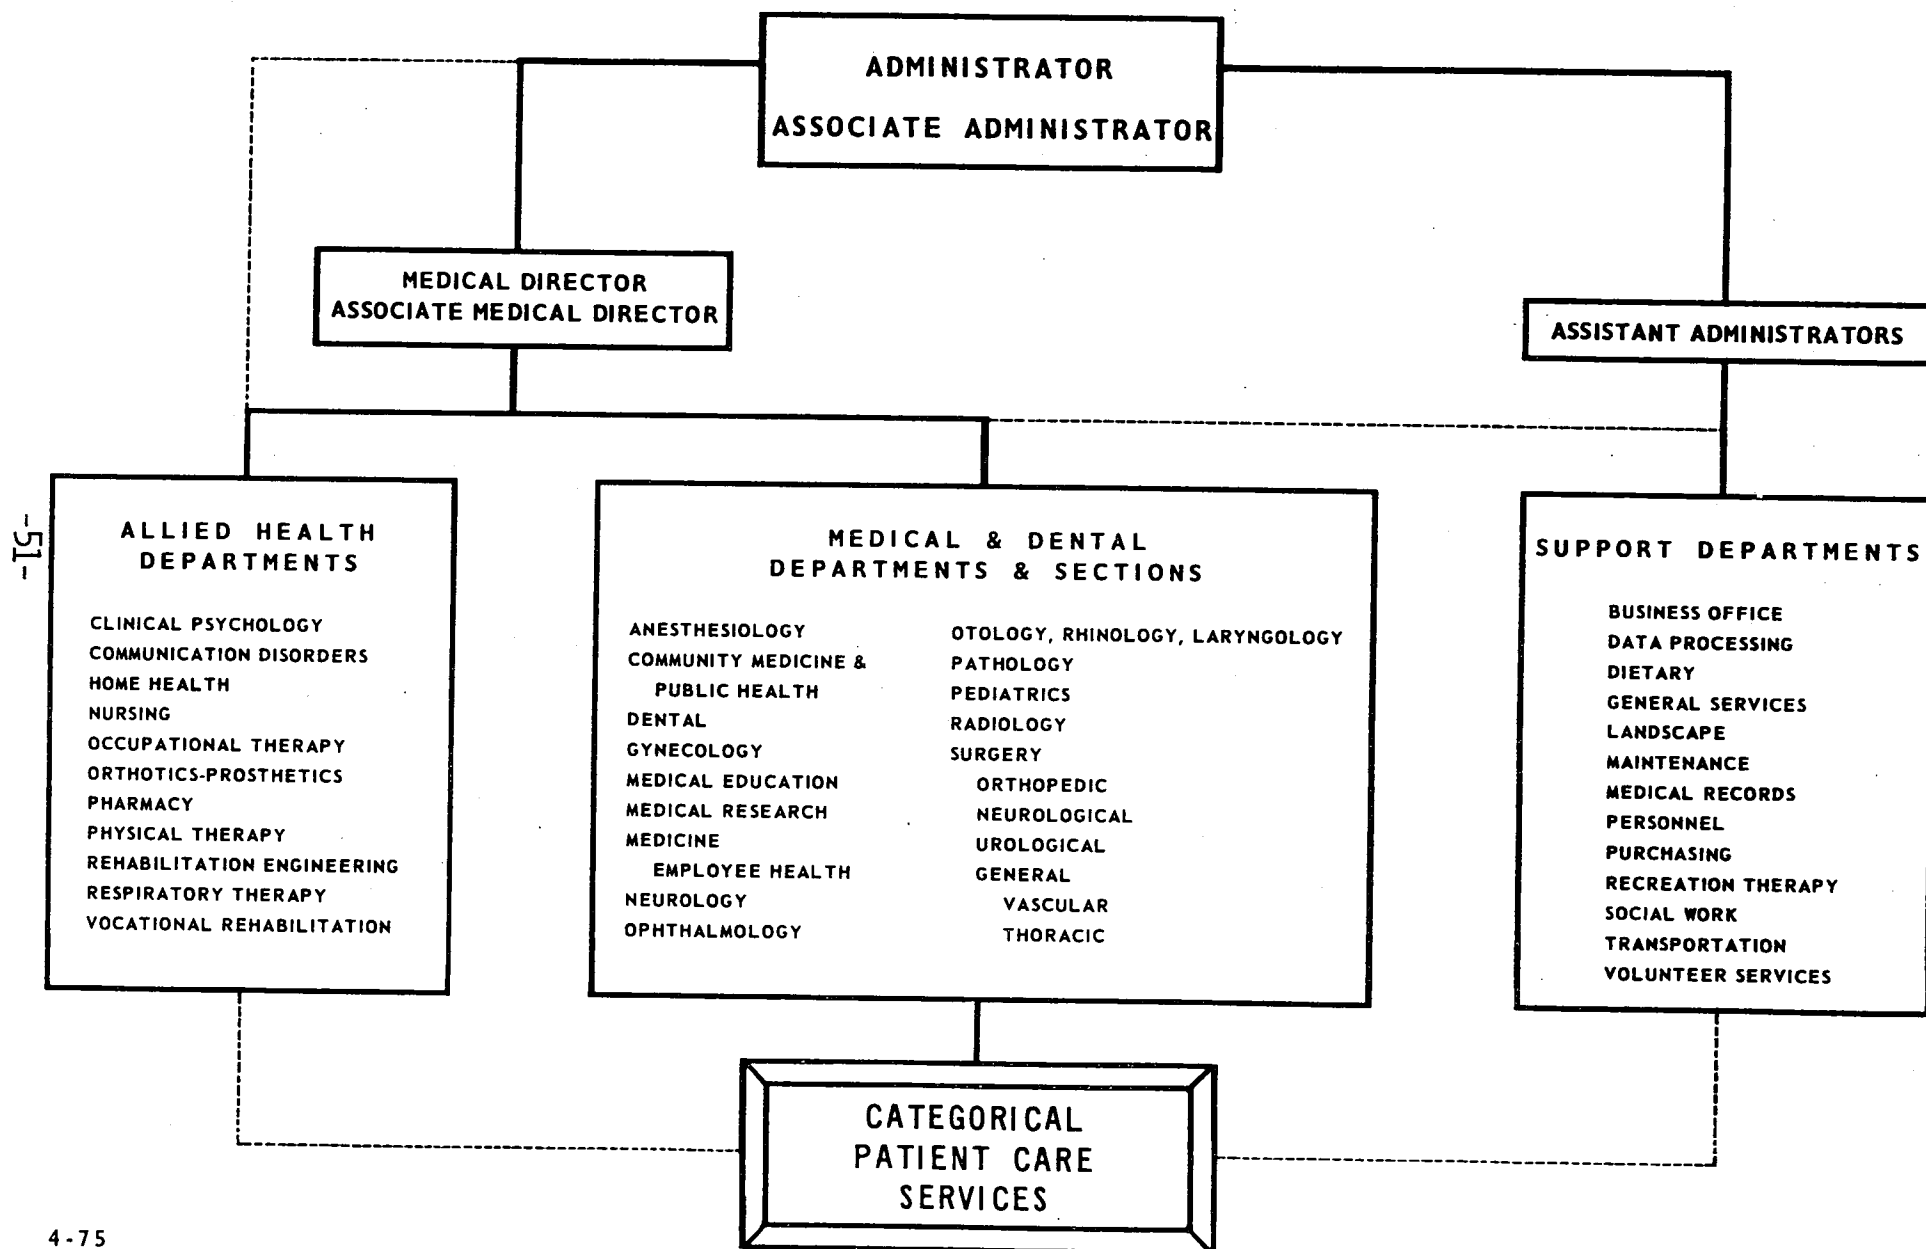 ADMINISTRATOR
ASSOCIATE ADMINISTRATOR
MEDICAL DIRECTOR
ASSOCIATE MEDICAL DIRECTOR
ASSISTANT ADMINISTRATORS
-51-
ALLIED HEALTH
DEPARTMENTS
CLINICAL PSYCHOLOGY
COMMUNICATION DISORDERS
HOME HEALTH
NURSING
OCCUPATIONAL THERAPY
ORTHOTICS-PROSTHETICS
PHARMACY
PHYSICAL THERAPY
REHABILITATION ENGINEERING
RESPIRATORY THERAPY
VOCATIONAL REHABILITATION
MEDICAL & DENTAL
DEPARTMENTS & SECTIONS
ANESTHESIOLOGY
COMMUNITY MEDICINE &
PUBLIC HEALTH
DENTAL
GYNECOLOGY
MEDICAL EDUCATION
MEDICAL RESEARCH
MEDICINE
EMPLOYEE HEALTH
NEUROLOGY
OPHTHALMOLOGY
OTOLOGY, RHINOLOGY, LARYNGOLOGY
PATHOLOGY
PEDIATRICS
RADIOLOGY
SURGERY
ORTHOPEDIC
NEUROLOGICAL
UROLOGICAL
GENERAL
VASCULAR
THORACIC
SUPPORT DEPARTMENTS
BUSINESS OFFICE
DATA PROCESSING
DIETARY
GENERAL SERVICES
LANDSCAPE
MAINTENANCE
MEDICAL RECORDS
PERSONNEL
PURCHASING
RECREATION THERAPY
SOCIAL WORK
TRANSPORTATION
VOLUNTEER SERVICES
CATEGORICAL
PATIENT CARE
SERVICES
4-75